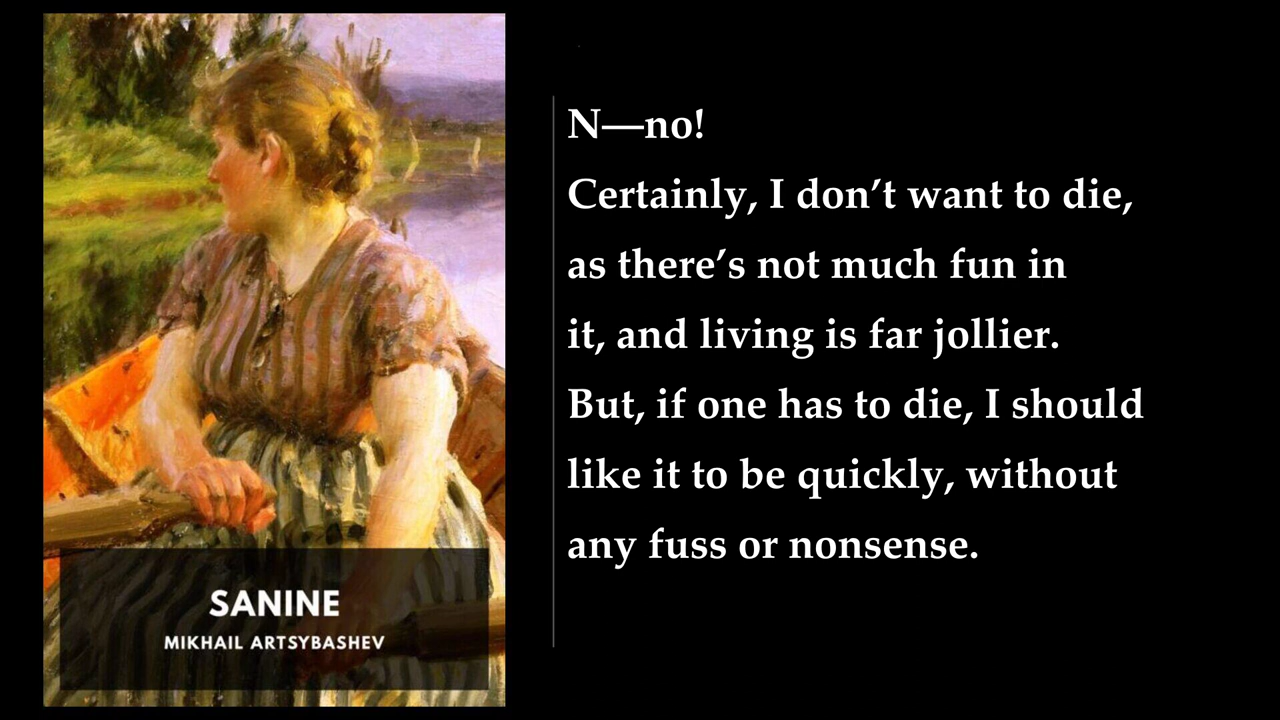 SANINE
MIKHAIL ARTSYBASHEV
N—no!
Certainly, I don’t want to die,
as there’s not much fun in
it, and living is far jollier.
But, if one has to die, I should
like it to be quickly, without
any fuss or nonsense.